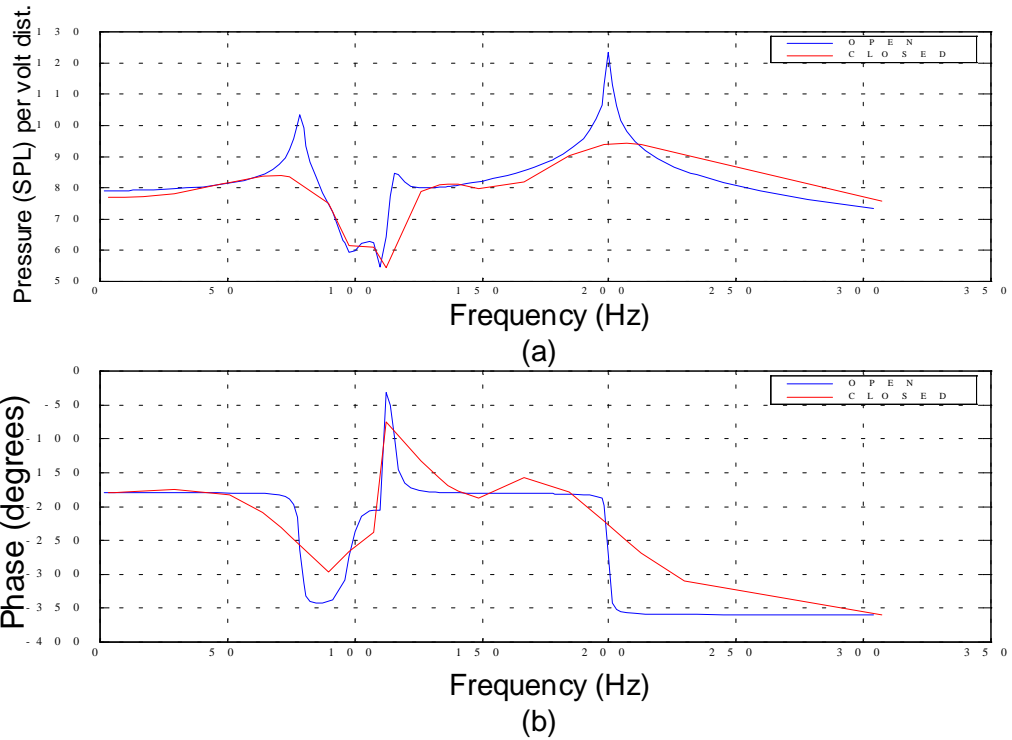 Pressure (SPL) per volt dist.
130
120
110
100
90
80
70
60
50
OPEN
CLOSED
0 50 100 150 200 250 300 350
Frequency (Hz)
(a)
Phase (degrees)
0
-50
-100
-150
-200
-250
-300
-350
-400
OPEN
CLOSED
0 50 100 150 200 250 300 350
Frequency (Hz)
(b)